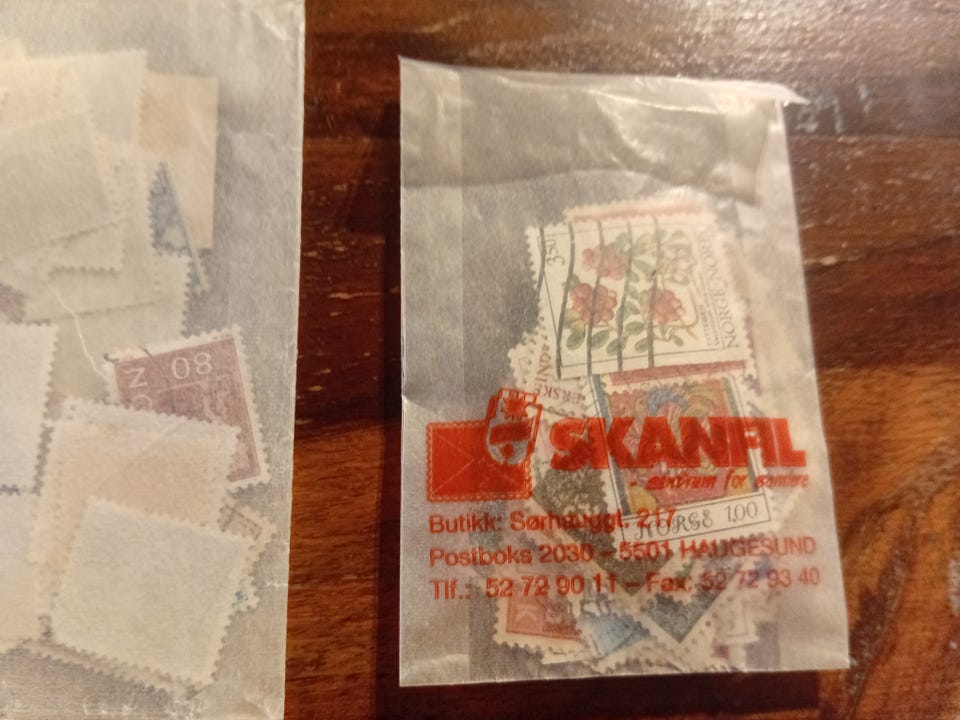 80
3.50
NORGE · NOREG
SKANFIL
- sentrum for samlere
NORGE 1.00
Butikk: Sørhauggt. 217
Postboks 2030 – 5501 HAUGESUND
Tlf.: 52 72 90 11 – Fax: 52 72 93 40